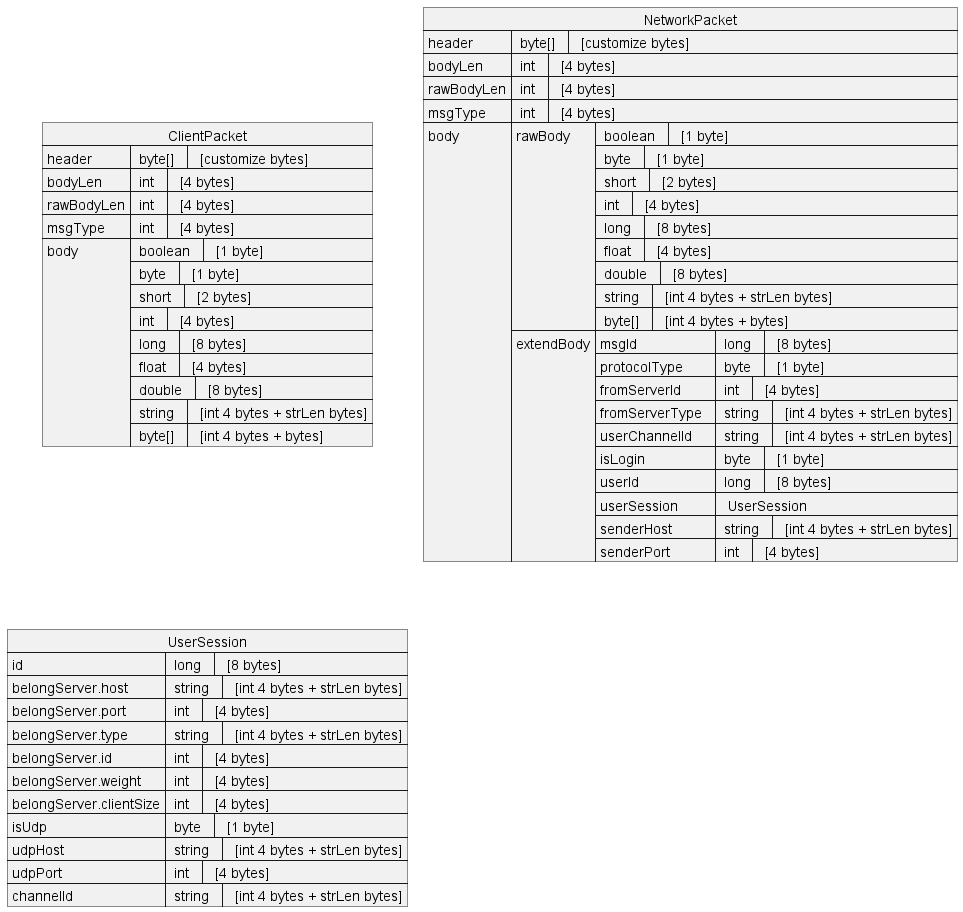 NetworkPacket
header byte[] [customize bytes]
bodyLen int [4 bytes]
rawBodyLen int [4 bytes]
msgType int [4 bytes]
body rawBody boolean [1 byte]
byte [1 byte]
short [2 bytes]
int [4 bytes]
long [8 bytes]
float [4 bytes]
double [8 bytes]
string [int 4 bytes + strLen bytes]
byte[] [int 4 bytes + bytes]
extendBody msgId long [8 bytes]
protocolType byte [1 byte]
fromServerId int [4 bytes]
fromServerType string [int 4 bytes + strLen bytes]
userChannelId string [int 4 bytes + strLen bytes]
isLogin byte [1 byte]
userId long [8 bytes]
userSession UserSession
senderHost string [int 4 bytes + strLen bytes]
senderPort int [4 bytes]
ClientPacket
header byte[] [customize bytes]
bodyLen int [4 bytes]
rawBodyLen int [4 bytes]
msgType int [4 bytes]
body boolean [1 byte]
byte [1 byte]
short [2 bytes]
int [4 bytes]
long [8 bytes]
float [4 bytes]
double [8 bytes]
string [int 4 bytes + strLen bytes]
byte[] [int 4 bytes + bytes]
UserSession
id long [8 bytes]
belongServer.host string [int 4 bytes + strLen bytes]
belongServer.port int [4 bytes]
belongServer.type string [int 4 bytes + strLen bytes]
belongServer.id int [4 bytes]
belongServer.weight int [4 bytes]
belongServer.clientSize int [4 bytes]
isUdp byte [1 byte]
udpHost string [int 4 bytes + strLen bytes]
udpPort int [4 bytes]
channelId string [int 4 bytes + strLen bytes]